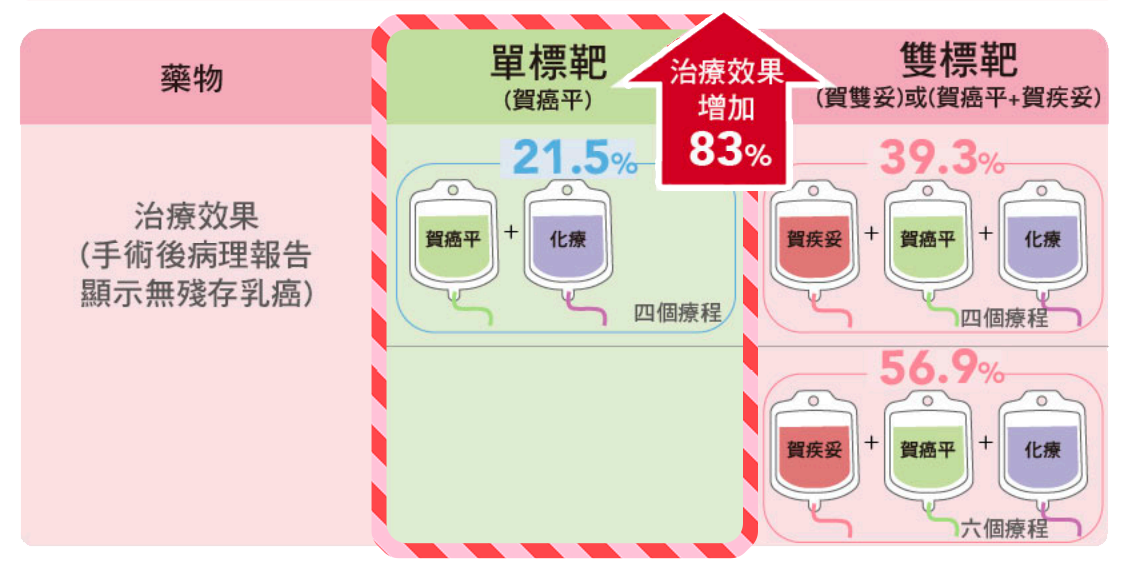 藥物
單標靶
(賀癌平)
治療效果
增加
83%
雙標靶
(賀雙妥)或(賀癌平+賀疾妥)
治療效果
(手術後病理報告
顯示無殘存乳癌)
21.5%
賀癌平 + 化療
四個療程
39.3%
賀疾妥 + 賀癌平 + 化療
四個療程
56.9%
賀疾妥 + 賀癌平 + 化療
六個療程